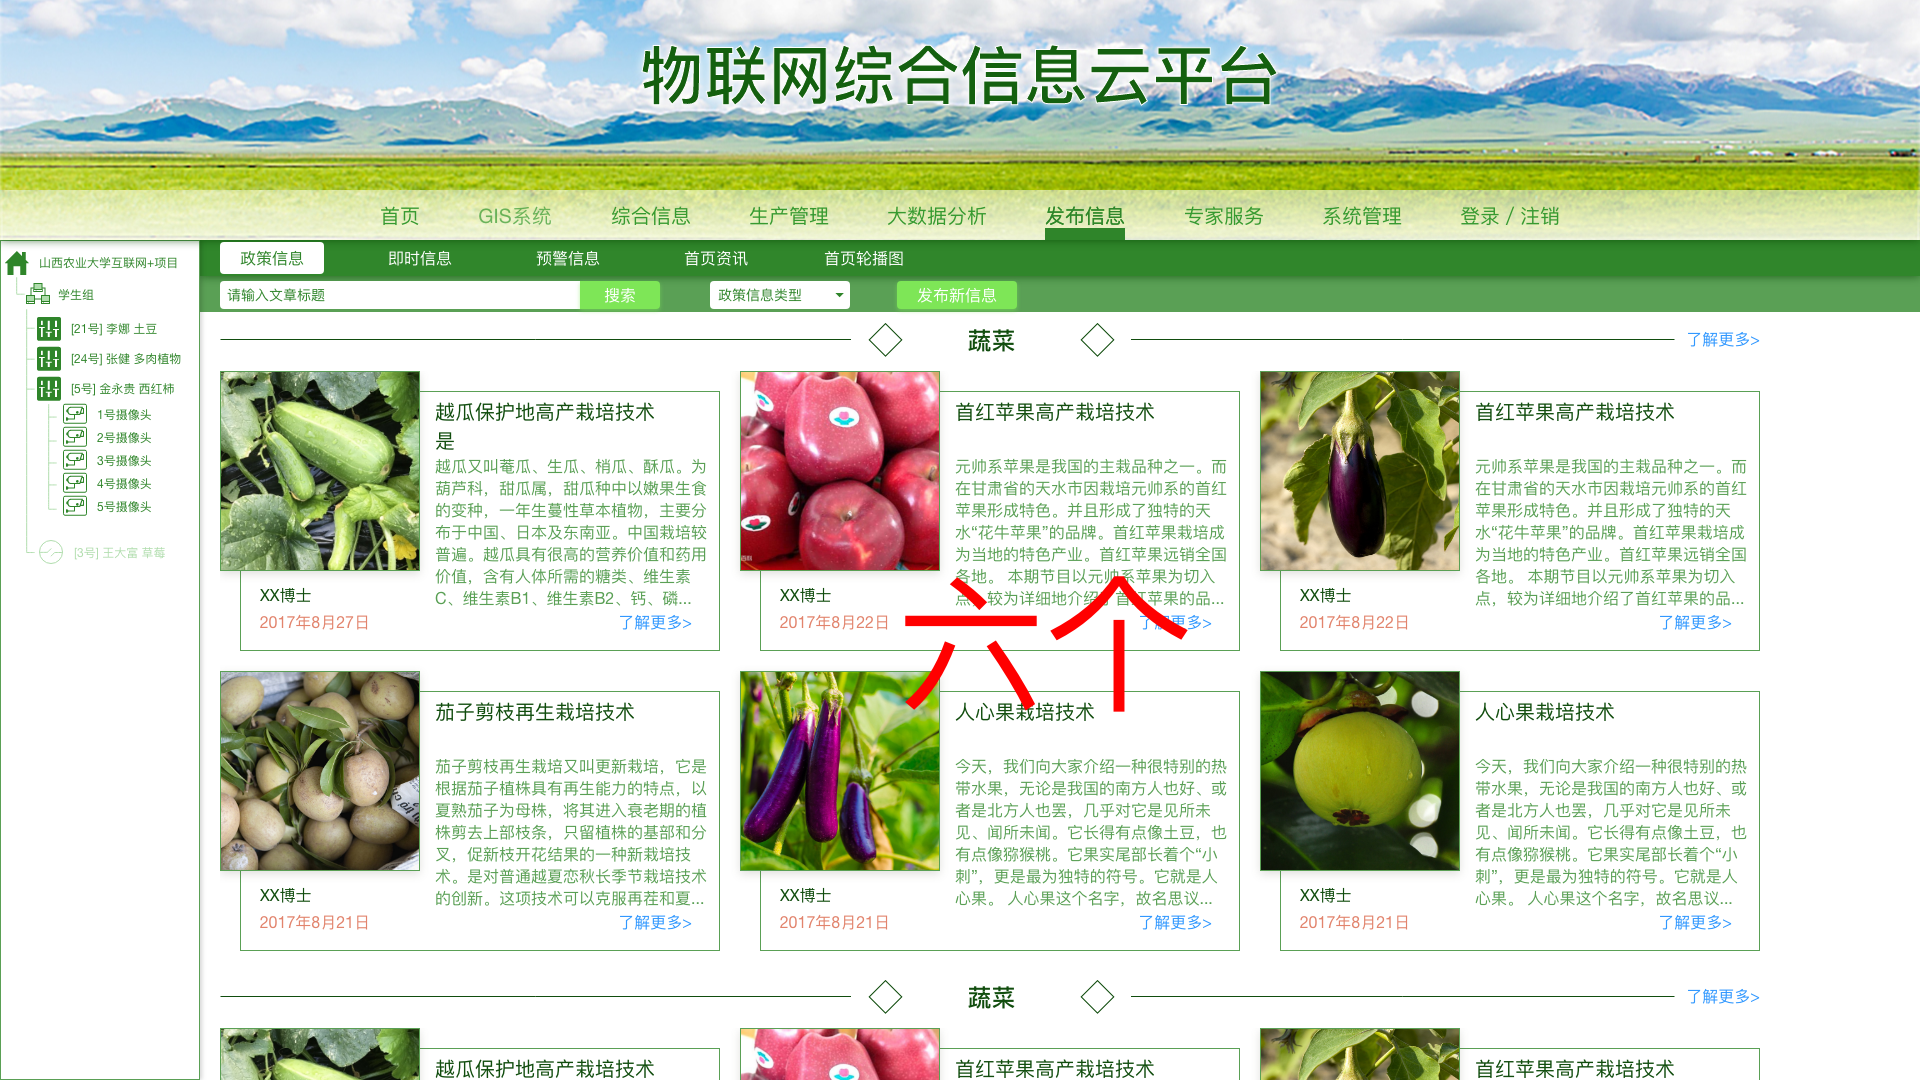 物联网综合信息云平台
首页 GIS系统 综合信息 生产管理 大数据分析 发布信息 专家服务 系统管理 登录 / 注销
政策信息 即时信息 预警信息 首页资讯 首页轮播图
请输入文章标题 搜索 政策信息类型 发布新信息
山西农业大学互联网+项目
学生组
[21号] 李娜 土豆
[24号] 张健 多肉植物
[5号] 金永贵 西红柿
1号摄像头
2号摄像头
3号摄像头
4号摄像头
5号摄像头
[3号] 王大富 草莓
蔬菜 了解更多>
越瓜保护地高产栽培技术
是
越瓜又叫菴瓜、生瓜、梢瓜、酥瓜。为
葫芦科，甜瓜属，甜瓜种中以嫩果生食
的变种，一年生蔓性草本植物，主要分
布于中国、日本及东南亚。中国栽培较
普遍。越瓜具有很高的营养价值和药用
价值，含有人体所需的糖类、维生素
C、维生素B1、维生素B2、钙、磷...
XX博士
2017年8月27日 了解更多>
首红苹果高产栽培技术
元帅系苹果是我国的主栽品种之一。而
在甘肃省的天水市因栽培元帅系的首红
苹果形成特色。并且形成了独特的天
水“花牛苹果”的品牌。首红苹果栽培成
为当地的特色产业。首红苹果远销全国
各地。 本期节目以元帅系苹果为切入
点，较为详细地介绍了首红苹果的品...
XX博士
2017年8月22日 了解更多>
首红苹果高产栽培技术
元帅系苹果是我国的主栽品种之一。而
在甘肃省的天水市因栽培元帅系的首红
苹果形成特色。并且形成了独特的天
水“花牛苹果”的品牌。首红苹果栽培成
为当地的特色产业。首红苹果远销全国
各地。 本期节目以元帅系苹果为切入
点，较为详细地介绍了首红苹果的品...
XX博士
2017年8月22日 了解更多>
六个
茄子剪枝再生栽培技术
茄子剪枝再生栽培又叫更新栽培，它是
根据茄子植株具有再生能力的特点，以
夏熟茄子为母株，将其进入衰老期的植
株剪去上部枝条，只留植株的基部和分
叉，促新枝开花结果的一种新栽培技
术。是对普通越夏恋秋长季节栽培技术
的创新。这项技术可以克服再茬和夏...
XX博士
2017年8月21日 了解更多>
人心果栽培技术
今天，我们向大家介绍一种很特别的热
带水果，无论是我国的南方人也好、或
者是北方人也罢，几乎对它是见所未
见、闻所未闻。它长得有点像土豆，也
有点像猕猴桃。它果实尾部长着个“小
刺”，更是最为独特的符号。它就是人
心果。 人心果这个名字，故名思议...
XX博士
2017年8月21日 了解更多>
人心果栽培技术
今天，我们向大家介绍一种很特别的热
带水果，无论是我国的南方人也好、或
者是北方人也罢，几乎对它是见所未
见、闻所未闻。它长得有点像土豆，也
有点像猕猴桃。它果实尾部长着个“小
刺”，更是最为独特的符号。它就是人
心果。 人心果这个名字，故名思议...
XX博士
2017年8月21日 了解更多>
蔬菜 了解更多>
越瓜保护地高产栽培技术
首红苹果高产栽培技术
首红苹果高产栽培技术